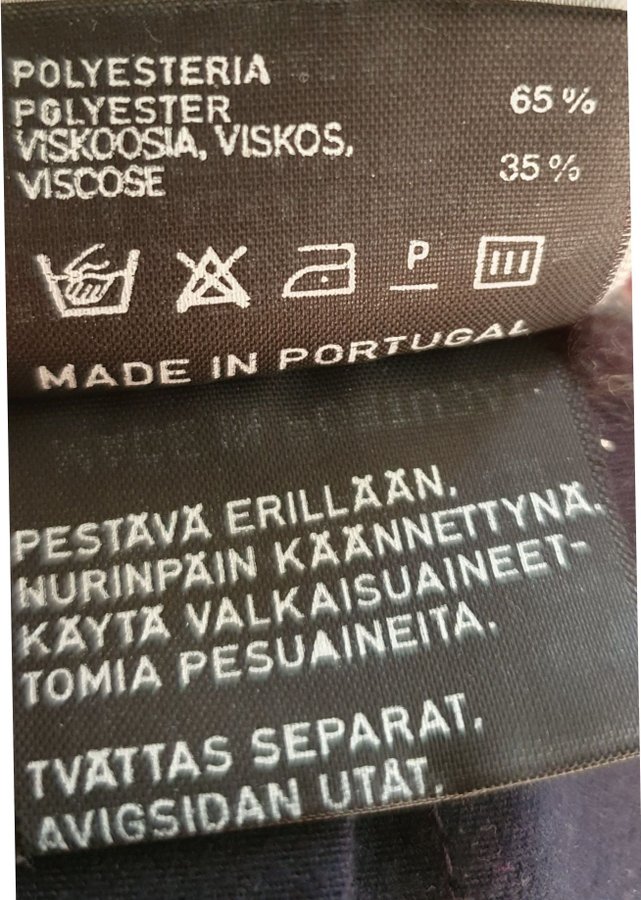 POLYESTERIA
POLYESTER 65 %
VISKOOSIA, VISKOS,
VISCOSE 35 %
P
MADE IN PORTUGAL
PESTÄVÄ ERILLÄÄN,
NURINPÄIN KÄÄNNETTYNÄ.
KÄYTÄ VALKAISUAINEET-
TOMIA PESUAINEITA.
TVÄTTAS SEPARAT,
AVIGSIDAN UTÅT.